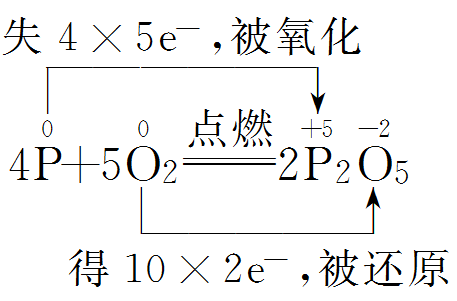 失 4 × 5e⁻,被氧化
0 0 点燃 +5 −2
4P+5O₂══2P₂O₅
得 10 × 2e⁻,被还原